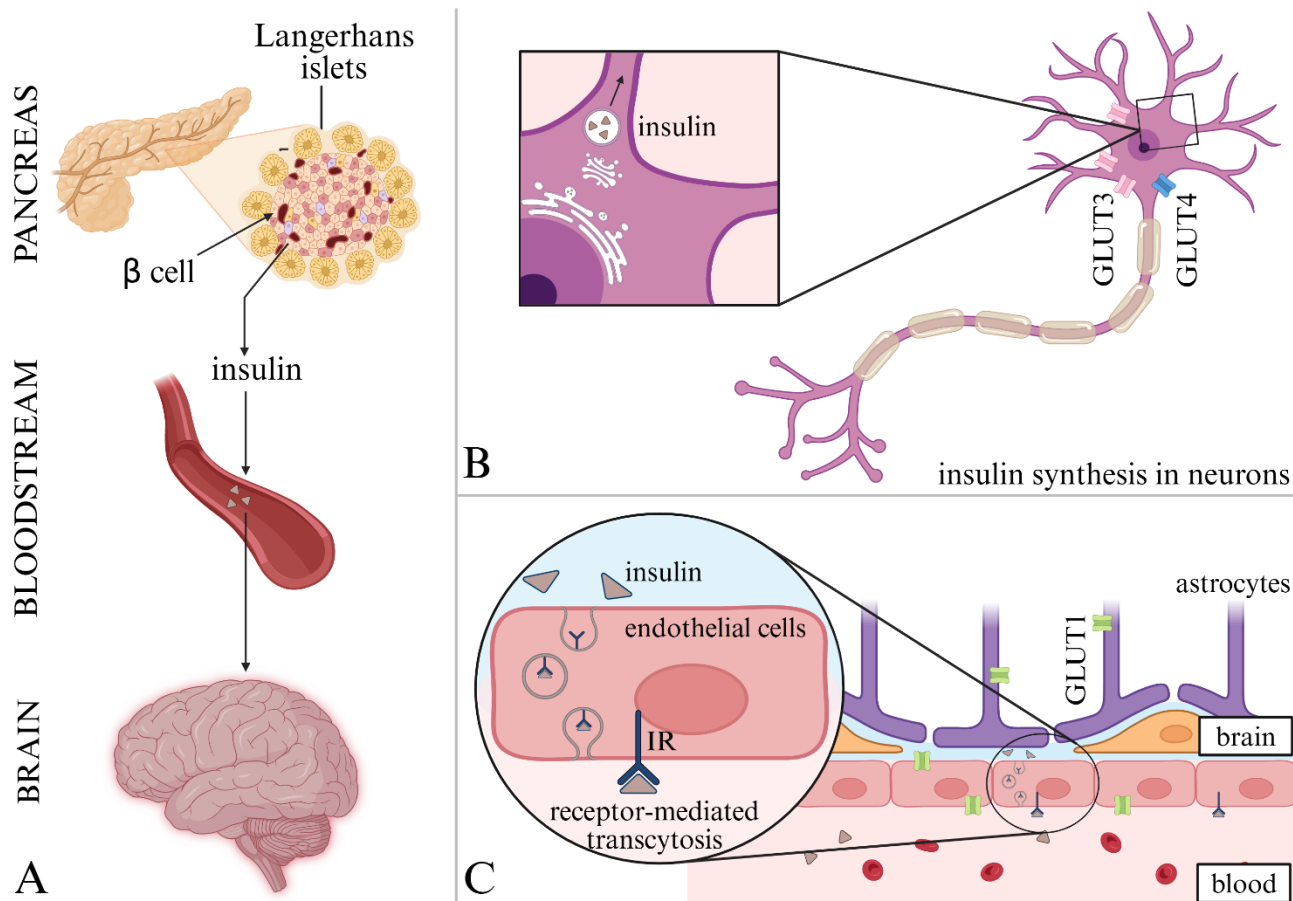 PANCREAS
Langerhans
islets
β cell
BLOODSTREAM
insulin
BRAIN
A
insulin
GLUT3
GLUT4
B
insulin synthesis in neurons
insulin
endothelial cells
IR
receptor-mediated
transcytosis
astrocytes
GLUT1
brain
blood
C